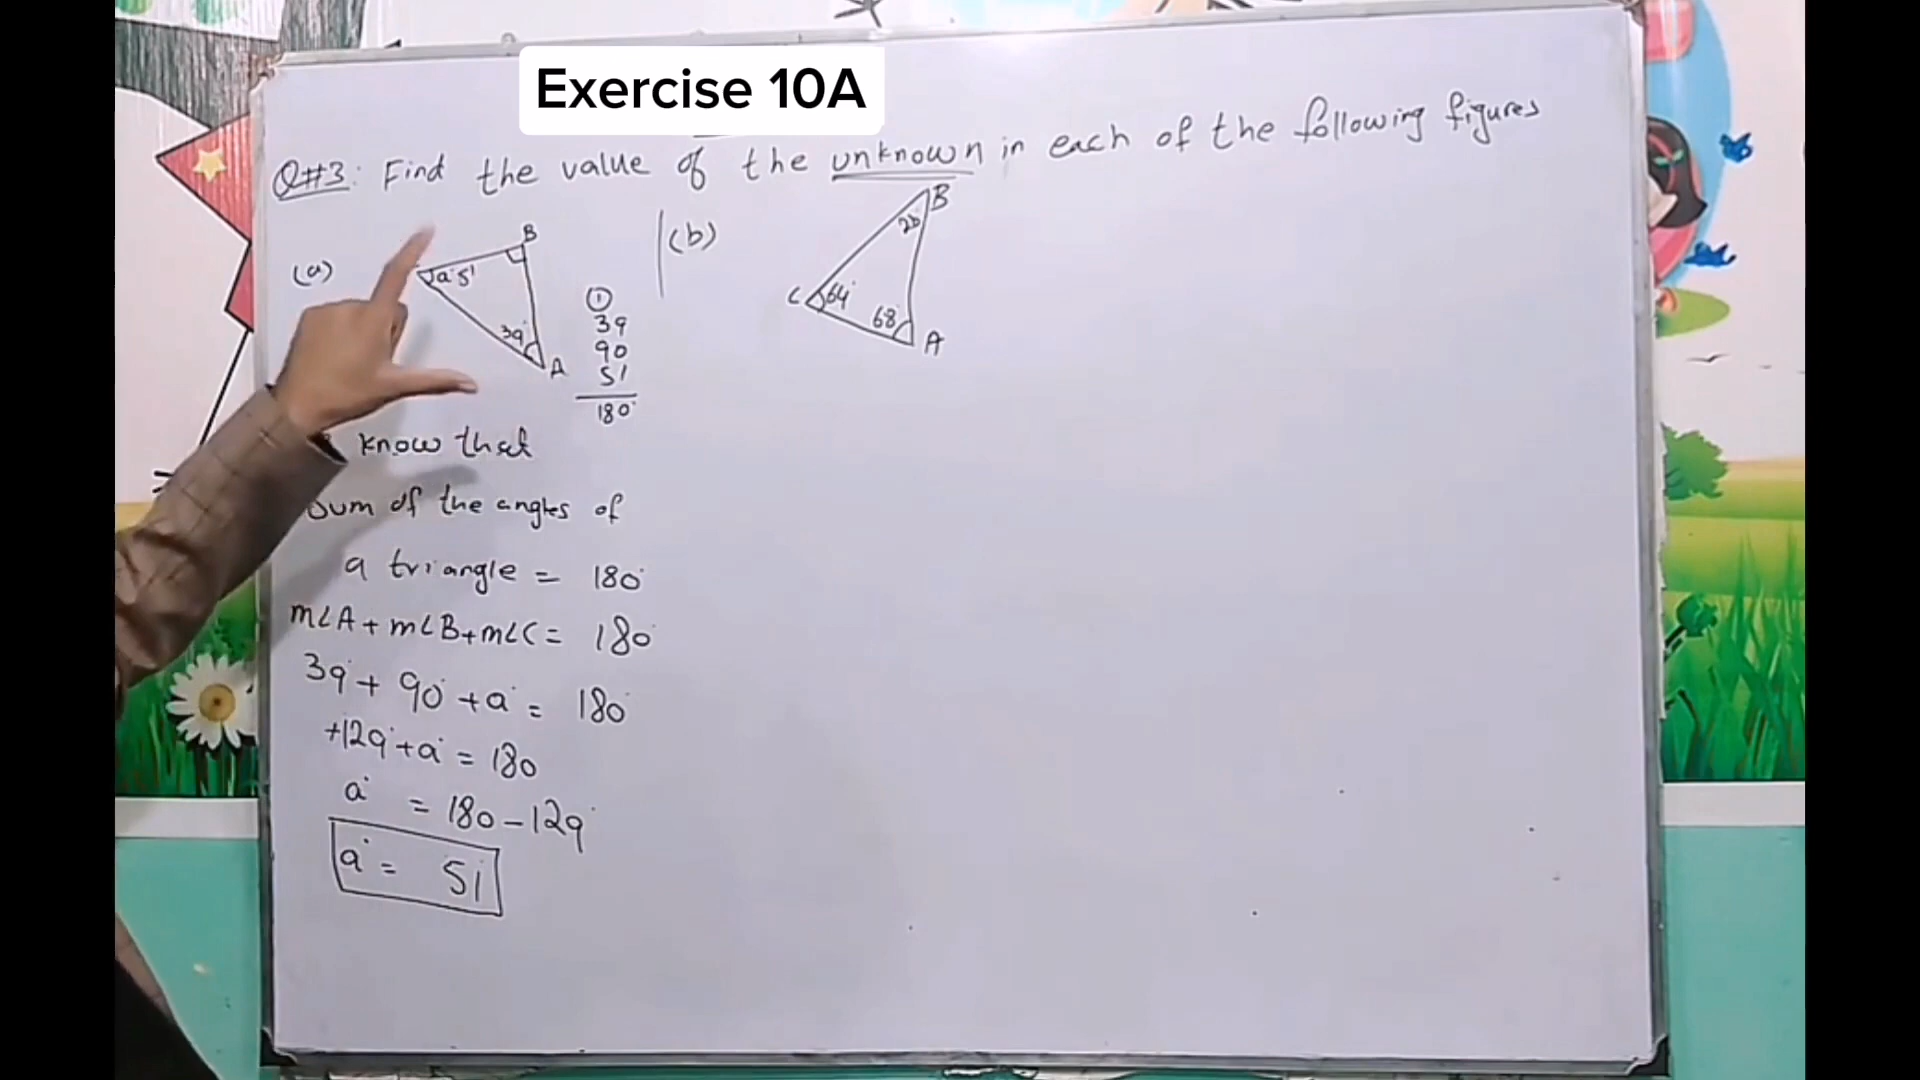 Exercise 10A
Q#3: Find the value of the unknown in each of the following figures
(a)
B
a° 51
39°
A
①
39
90
51
180°
(b)
B
2b
C 64°
68°
A
know that
Sum of the angles of
a triangle = 180°
m∠A + m∠B + m∠C = 180°
39° + 90° + a° = 180°
+129° + a° = 180
a° = 180 - 129°
a° = 51